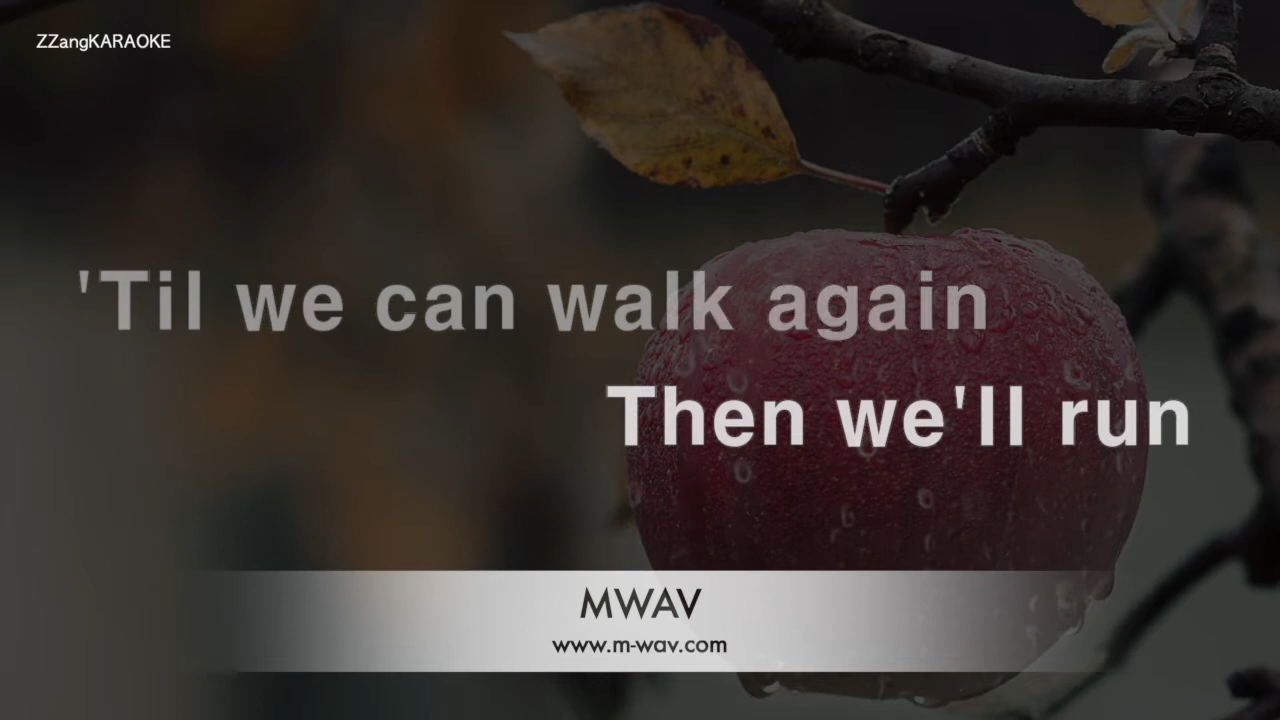 ZZangKARAOKE
'Til we can walk again
Then we'll run
MWAV
www.m-wav.com